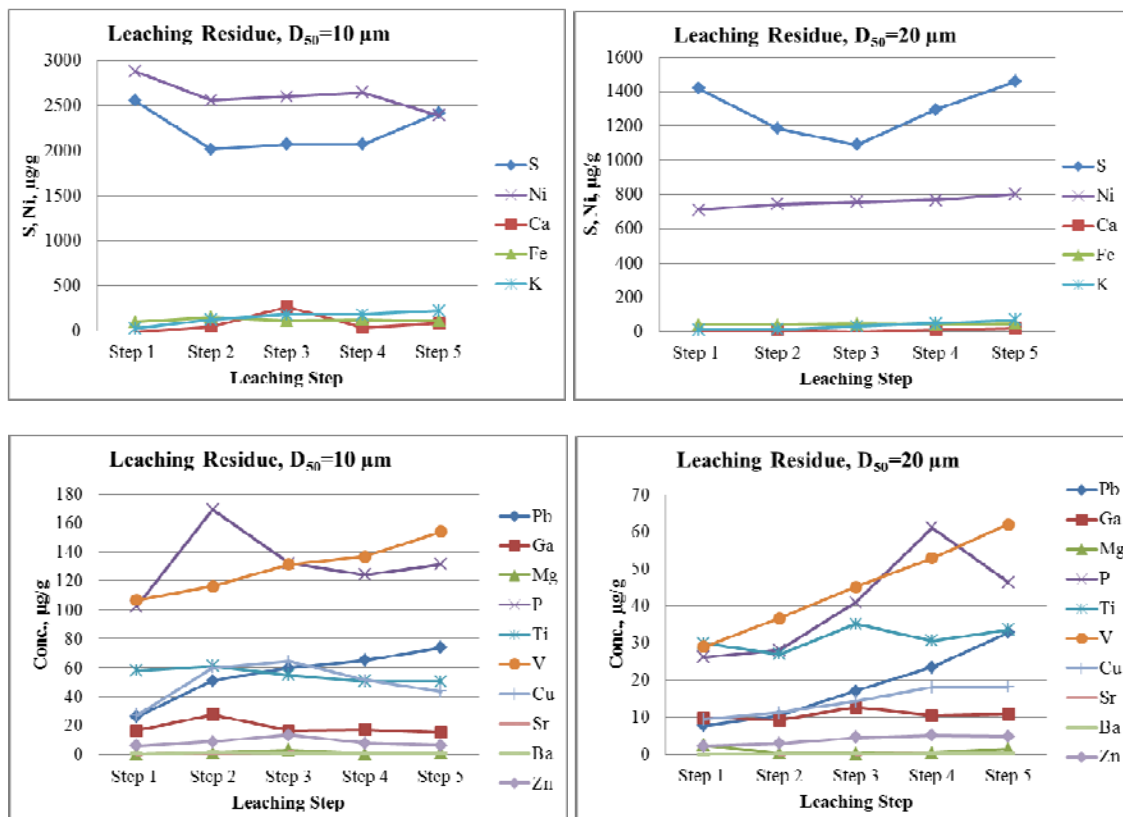 Leaching Residue, D₅₀=10 µm
3000
2500
2000
1500
1000
500
0
S, Ni, µg/g
Step 1 Step 2 Step 3 Step 4 Step 5
Leaching Step
S
Ni
Ca
Fe
K
Leaching Residue, D₅₀=20 µm
1600
1400
1200
1000
800
600
400
200
0
S, Ni, µg/g
Step 1 Step 2 Step 3 Step 4 Step 5
Leaching Step
S
Ni
Ca
Fe
K
Leaching Residue, D₅₀=10 µm
180
160
140
120
100
80
60
40
20
0
Conc., µg/g
Step 1 Step 2 Step 3 Step 4 Step 5
Leaching Step
Pb
Ga
Mg
P
Ti
V
Cu
Sr
Ba
Zn
Leaching Residue, D₅₀=20 µm
70
60
50
40
30
20
10
0
Conc., µg/g
Step 1 Step 2 Step 3 Step 4 Step 5
Leaching Step
Pb
Ga
Mg
P
Ti
V
Cu
Sr
Ba
Zn